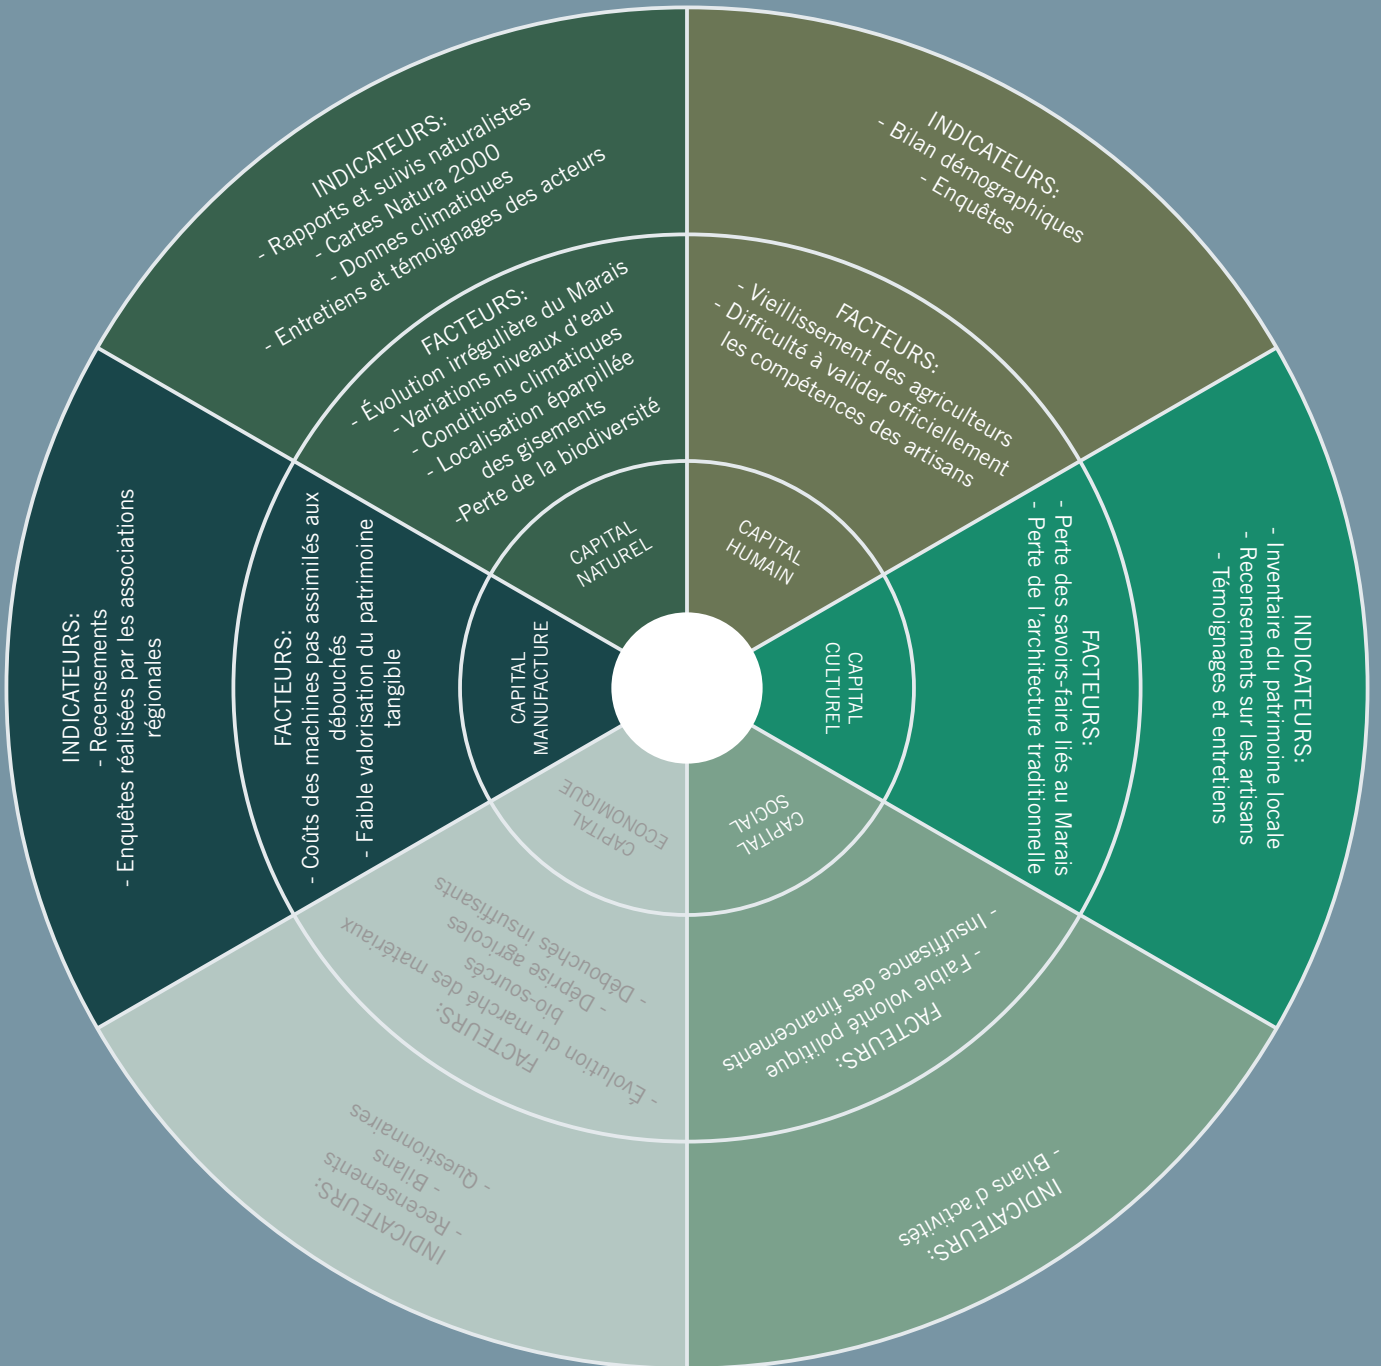 INDICATEURS:
- Rapports et suivis naturalistes
- Cartes Natura 2000
- Donnes climatiques
- Entretiens et témoignages des acteurs
FACTEURS:
- Évolution irrégulière du Marais
- Variations niveaux d'eau
- Conditions climatiques
- Localisation éparpillée
des gisements
-Perte de la biodiversité
CAPITAL
NATUREL
INDICATEURS:
- Bilan démographiques
- Enquêtes
FACTEURS:
- Vieillissement des agriculteurs
- Difficulté à valider officiellement
les compétences des artisans
CAPITAL
HUMAIN
INDICATEURS:
- Inventaire du patrimoine locale
- Recensements sur les artisans
- Témoignages et entretiens
FACTEURS:
- Perte des savoirs-faire liés au Marais
- Perte de l'architecture traditionnelle
CAPITAL
CULTUREL
CAPITAL
SOCIAL
FACTEURS:
- Faible volonté politique
- Insuffisance des financements
INDICATEURS:
- Bilans d'activités
CAPITAL
ECONOMIQUE
FACTEURS:
- Évolution du marché des matériaux
bio-sourcés
- Déprise agricoles
- Débouchés insuffisants
INDICATEURS:
- Recensements
- Bilans
- Questionnaires
INDICATEURS:
- Recensements
- Enquêtes réalisées par les associations
régionales
FACTEURS:
- Coûts des machines pas assimilés aux
débouchés
- Faible valorisation du patrimoine
tangible
CAPITAL
MANUFACTURE